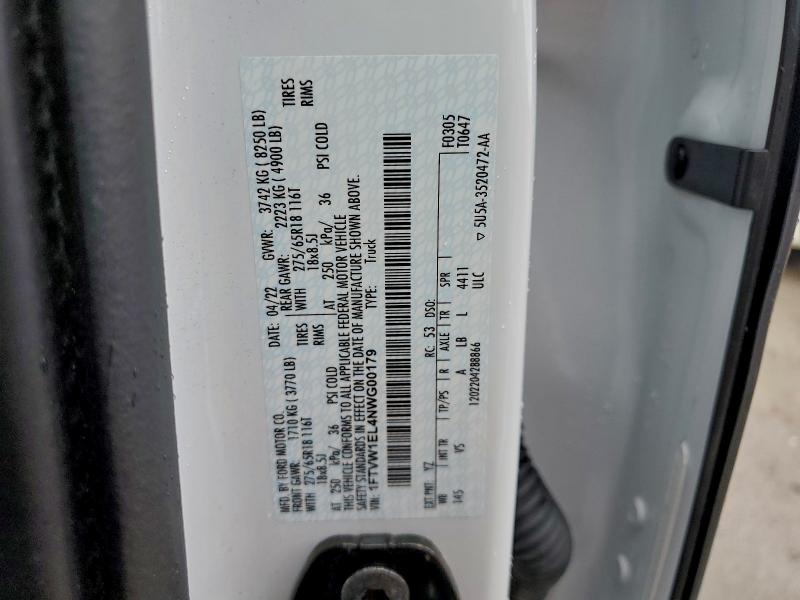 MFD. BY FORD MOTOR CO.
DATE: 04/22 GVWR: 3742 KG ( 8250 LB)
FRONT GAWR: 1710 KG ( 3770 LB) REAR GAWR: 2223 KG ( 4900 LB)
WITH 275/65R18 116T TIRES WITH 275/65R18 116T TIRES
18x8.5J RIMS 18x8.5J RIMS
AT 250 kPa/ 36 PSI COLD AT 250 kPa/ 36 PSI COLD
THIS VEHICLE CONFORMS TO ALL APPLICABLE FEDERAL MOTOR VEHICLE
SAFETY STANDARDS IN EFFECT ON THE DATE OF MANUFACTURE SHOWN ABOVE.
VIN: 1FTVW1EL4NWG00179 TYPE: Truck
F0305
T0647
EXT PNT: YZ RC: 53 DSO:
WB INT TR TP/PS R AXLE TR SPR
145 VS A LB L 4411
ULC
1202204288866
5U5A-3520472-AA